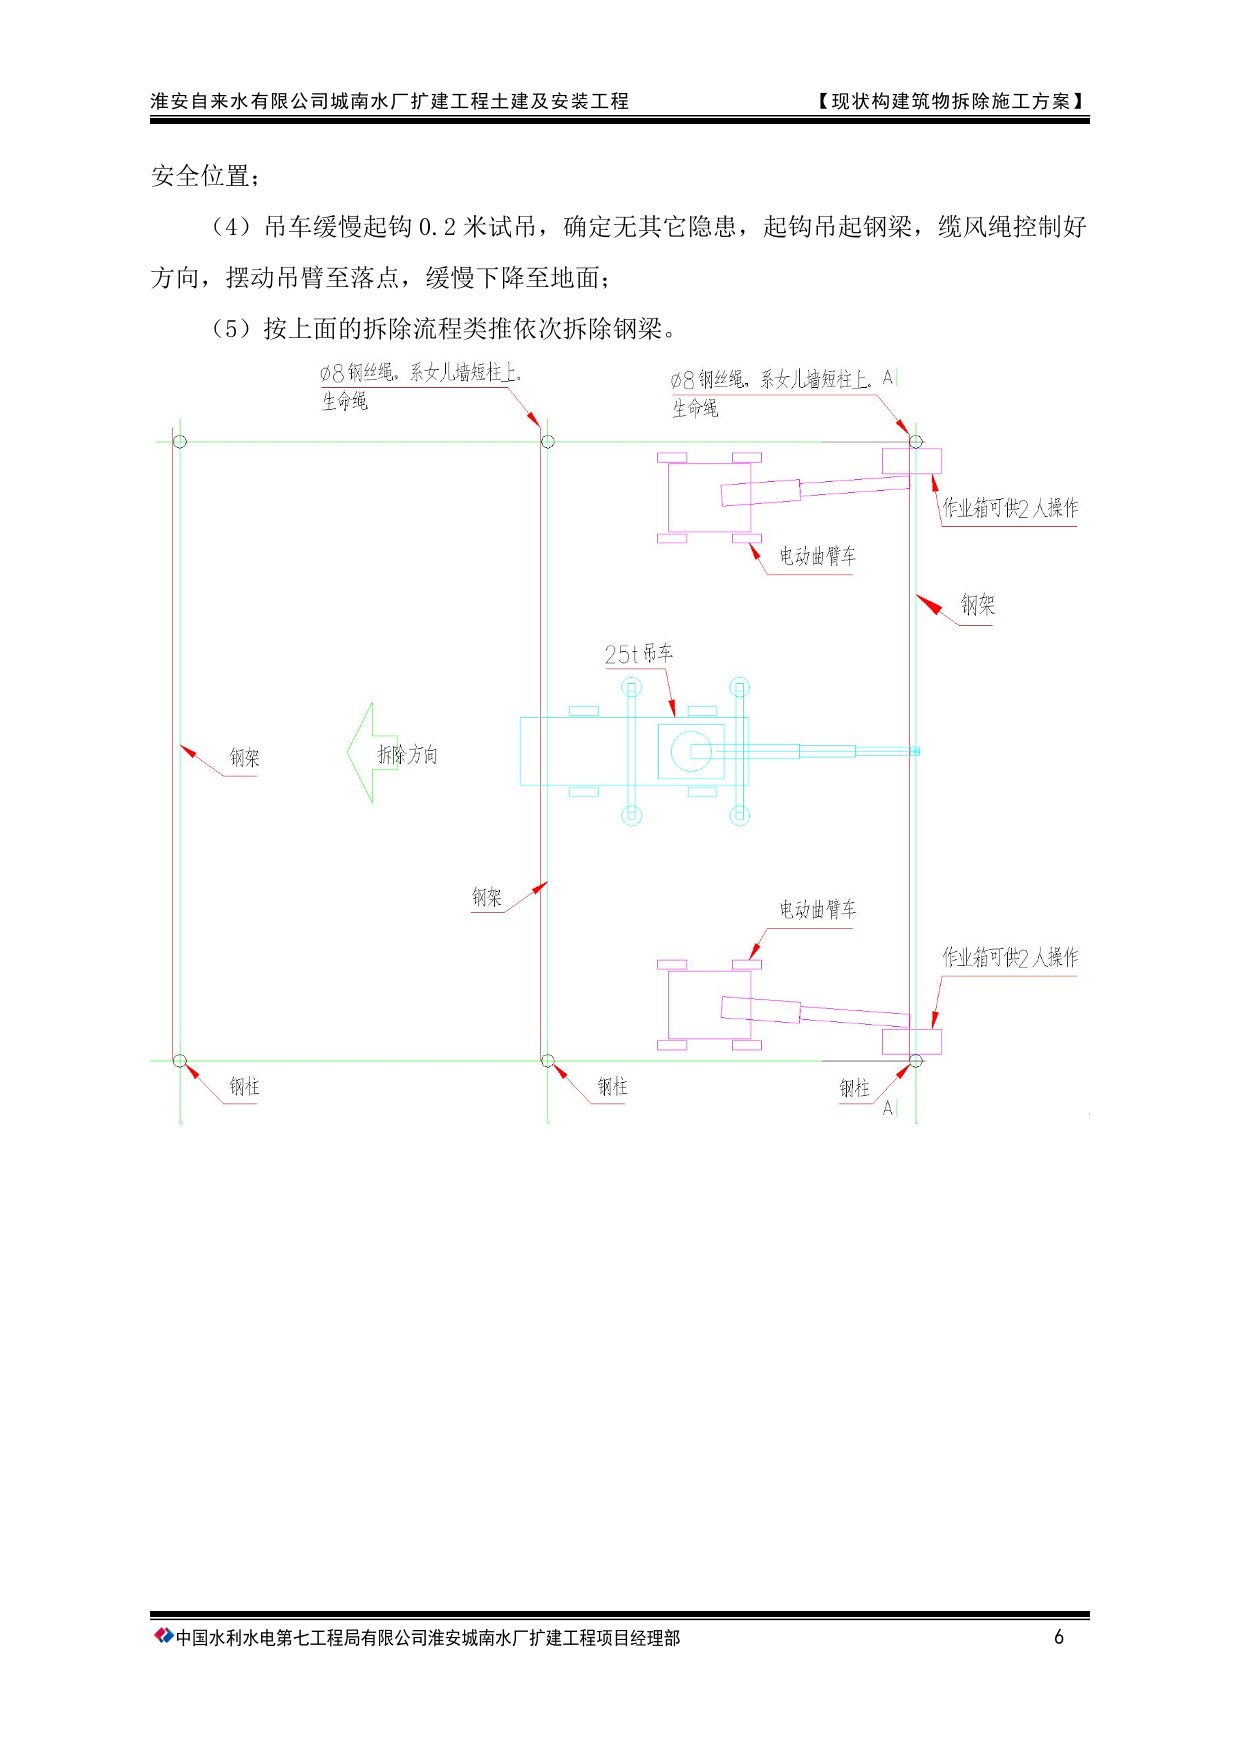 淮安自来水有限公司城南水厂扩建工程土建及安装工程 【现状构建筑物拆除施工方案】
安全位置；
（4）吊车缓慢起钩 0.2 米试吊，确定无其它隐患，起钩吊起钢梁，缆风绳控制好
方向，摆动吊臂至落点，缓慢下降至地面；
（5）按上面的拆除流程类推依次拆除钢梁。
ø8钢丝绳，系女儿墙短柱上。
生命绳
ø8钢丝绳，系女儿墙短柱上。
生命绳
A
作业箱可供2人操作
电动曲臂车
钢架
25t吊车
钢架
拆除方向
钢架
电动曲臂车
作业箱可供2人操作
钢柱
钢柱
钢柱
A
中国水利水电第七工程局有限公司淮安城南水厂扩建工程项目经理部 6